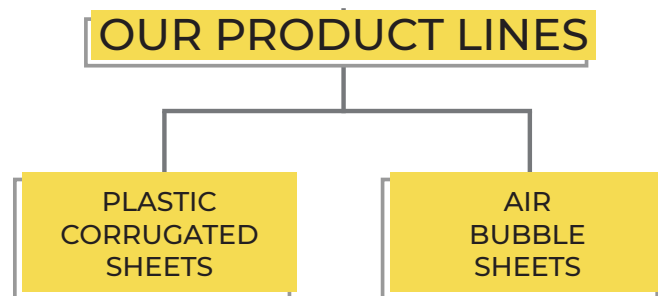 OUR PRODUCT LINES
PLASTIC
CORRUGATED
SHEETS
AIR
BUBBLE
SHEETS